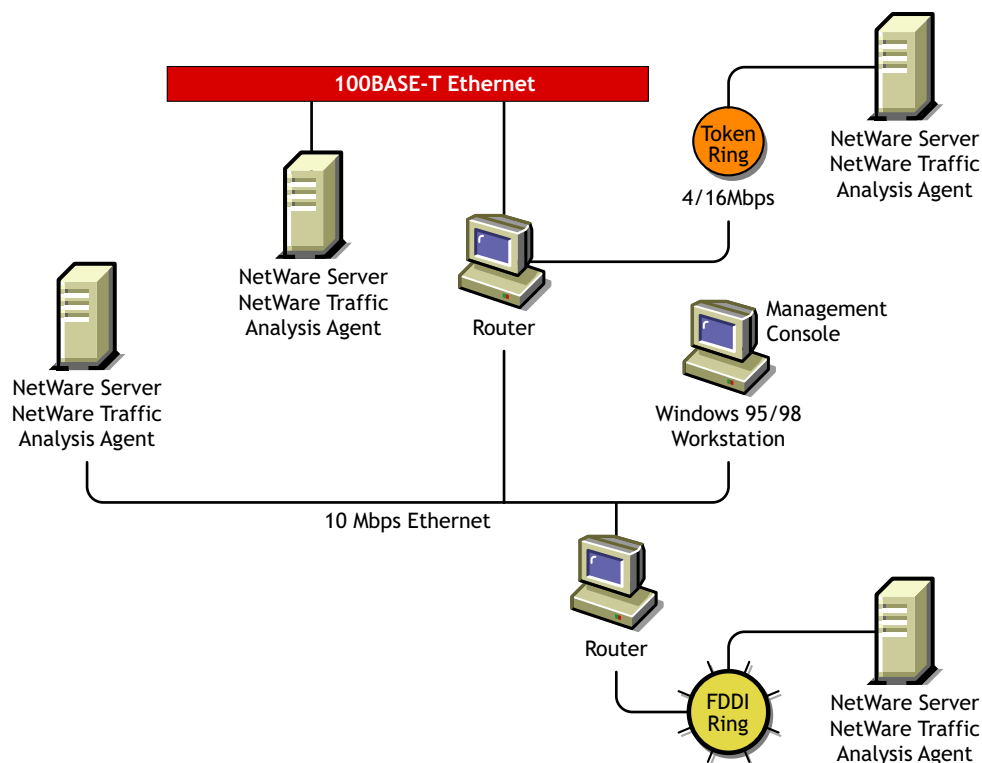 100BASE-T Ethernet
Token
Ring
4/16Mbps
NetWare Server
NetWare Traffic
Analysis Agent
NetWare Server
NetWare Traffic
Analysis Agent
Router
Management
Console
NetWare Server
NetWare Traffic
Analysis Agent
Windows 95/98
Workstation
10 Mbps Ethernet
Router
FDDI
Ring
NetWare Server
NetWare Traffic
Analysis Agent